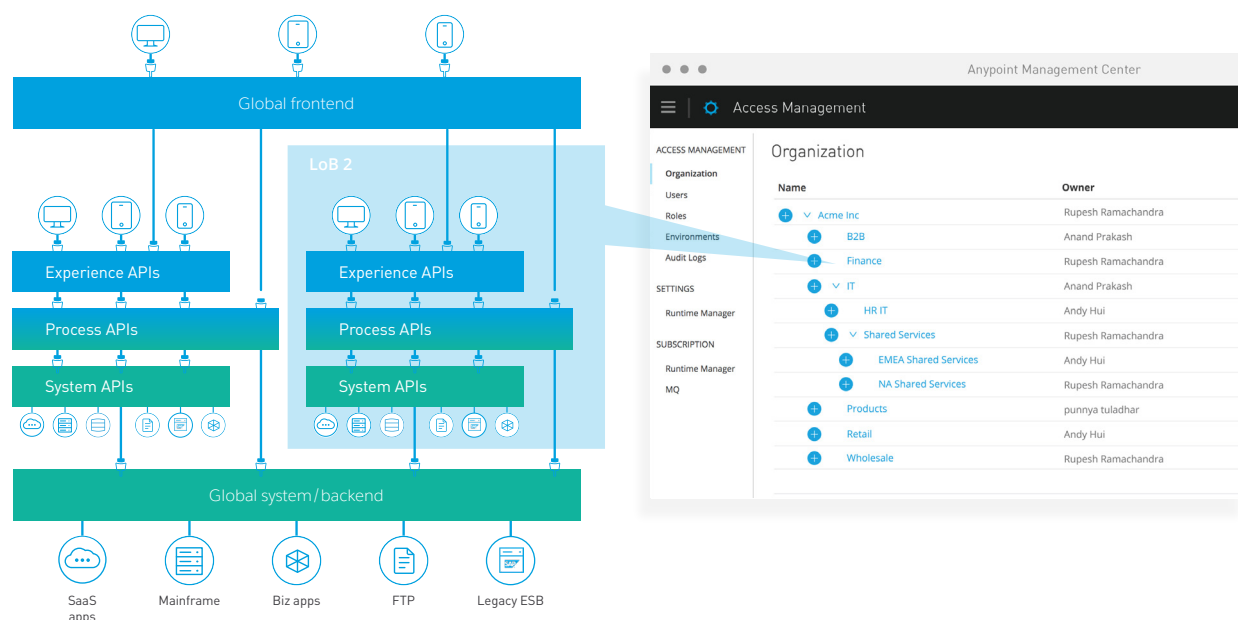 Global frontend
LoB 2
Experience APIs
Process APIs
System APIs
Experience APIs
Process APIs
System APIs
Global system/backend
SaaS
apps
Mainframe
Biz apps
FTP
Legacy ESB
Anypoint Management Center
Access Management
ACCESS MANAGEMENT
Organization
Users
Roles
Environments
Audit Logs
SETTINGS
Runtime Manager
SUBSCRIPTION
Runtime Manager
MQ
Organization
Name Owner
Acme Inc Rupesh Ramachandra
B2B Anand Prakash
Finance Rupesh Ramachandra
IT Anand Prakash
HR IT Andy Hui
Shared Services Rupesh Ramachandra
EMEA Shared Services Andy Hui
NA Shared Services Rupesh Ramachandra
Products punnya tuladhar
Retail Andy Hui
Wholesale Rupesh Ramachandra